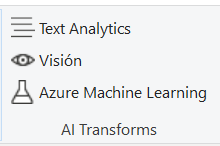 Text Analytics
Visión
Azure Machine Learning
AI Transforms